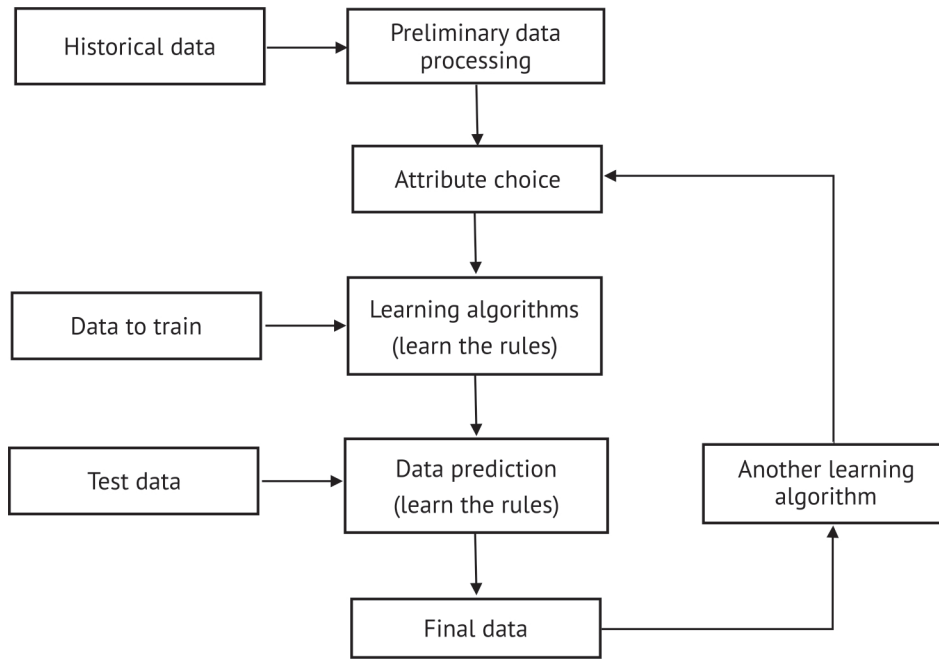 Historical data
Preliminary data
processing
Attribute choice
Data to train
Learning algorithms
(learn the rules)
Test data
Data prediction
(learn the rules)
Another learning
algorithm
Final data